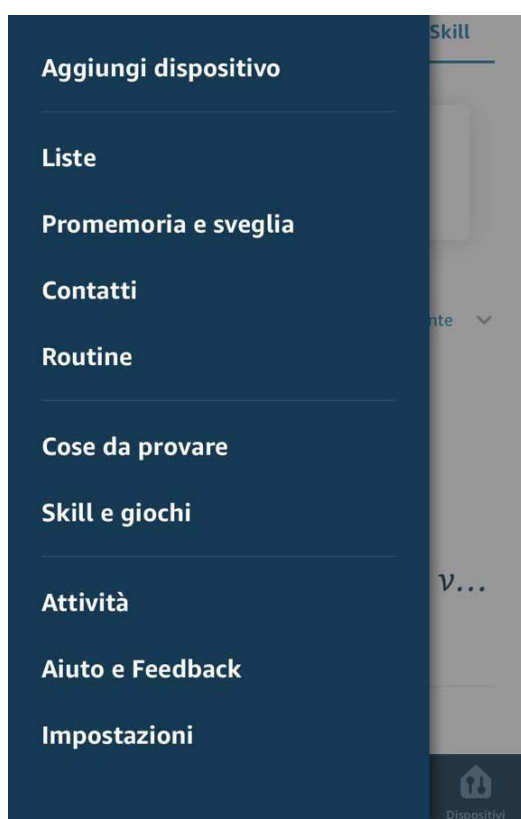 Skill
Aggiungi dispositivo
Liste
Promemoria e sveglia
Contatti
nte
Routine
Cose da provare
Skill e giochi
v...
Attività
Aiuto e Feedback
Impostazioni
Dispositivi